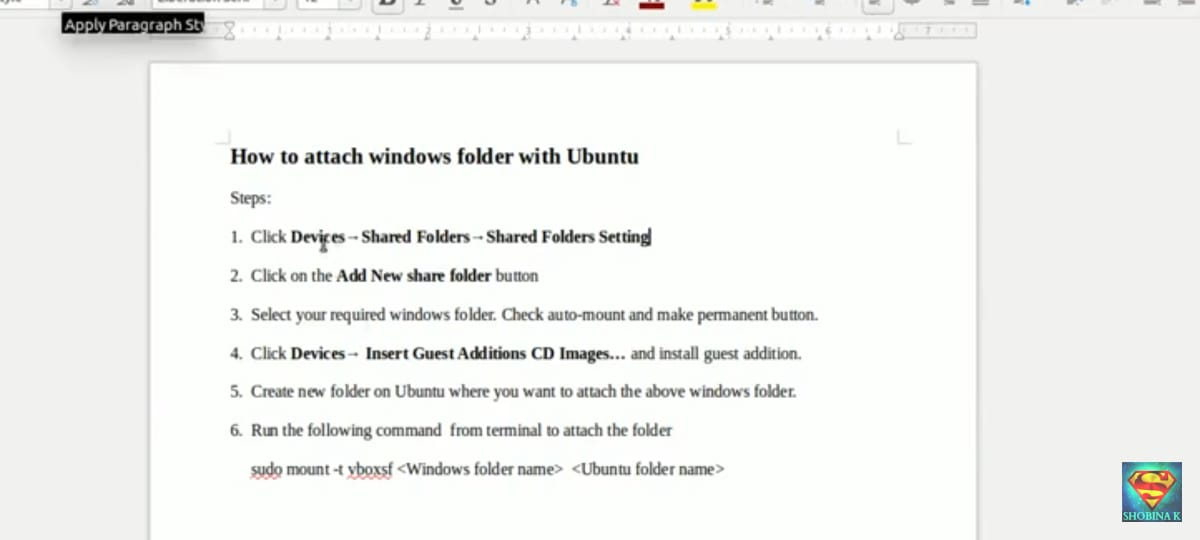 Apply Paragraph St
7
How to attach windows folder with Ubuntu
Steps:
1. Click Devices→Shared Folders→Shared Folders Setting
2. Click on the Add New share folder button
3. Select your required windows folder. Check auto-mount and make permanent button.
4. Click Devices→ Insert Guest Additions CD Images... and install guest addition.
5. Create new folder on Ubuntu where you want to attach the above windows folder.
6. Run the following command from terminal to attach the folder
sudo mount -t vboxsf <Windows folder name> <Ubuntu folder name>
SHOBINA K